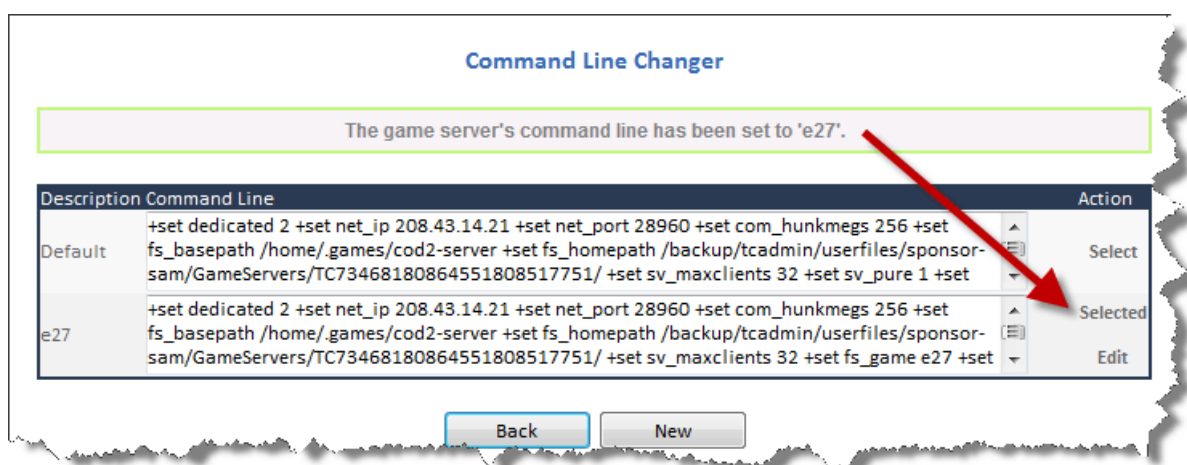 Command Line Changer
The game server's command line has been set to 'e27'.
Description Command Line Action
Default
+set dedicated 2 +set net_ip 208.43.14.21 +set net_port 28960 +set com_hunkmegs 256 +set
fs_basepath /home/.games/cod2-server +set fs_homepath /backup/tcadmin/userfiles/sponsor-
sam/GameServers/TC73468180864551808517751/ +set sv_maxclients 32 +set sv_pure 1 +set
Select
e27
+set dedicated 2 +set net_ip 208.43.14.21 +set net_port 28960 +set com_hunkmegs 256 +set
fs_basepath /home/.games/cod2-server +set fs_homepath /backup/tcadmin/userfiles/sponsor-
sam/GameServers/TC73468180864551808517751/ +set sv_maxclients 32 +set fs_game e27 +set
Selected
Edit
Back New